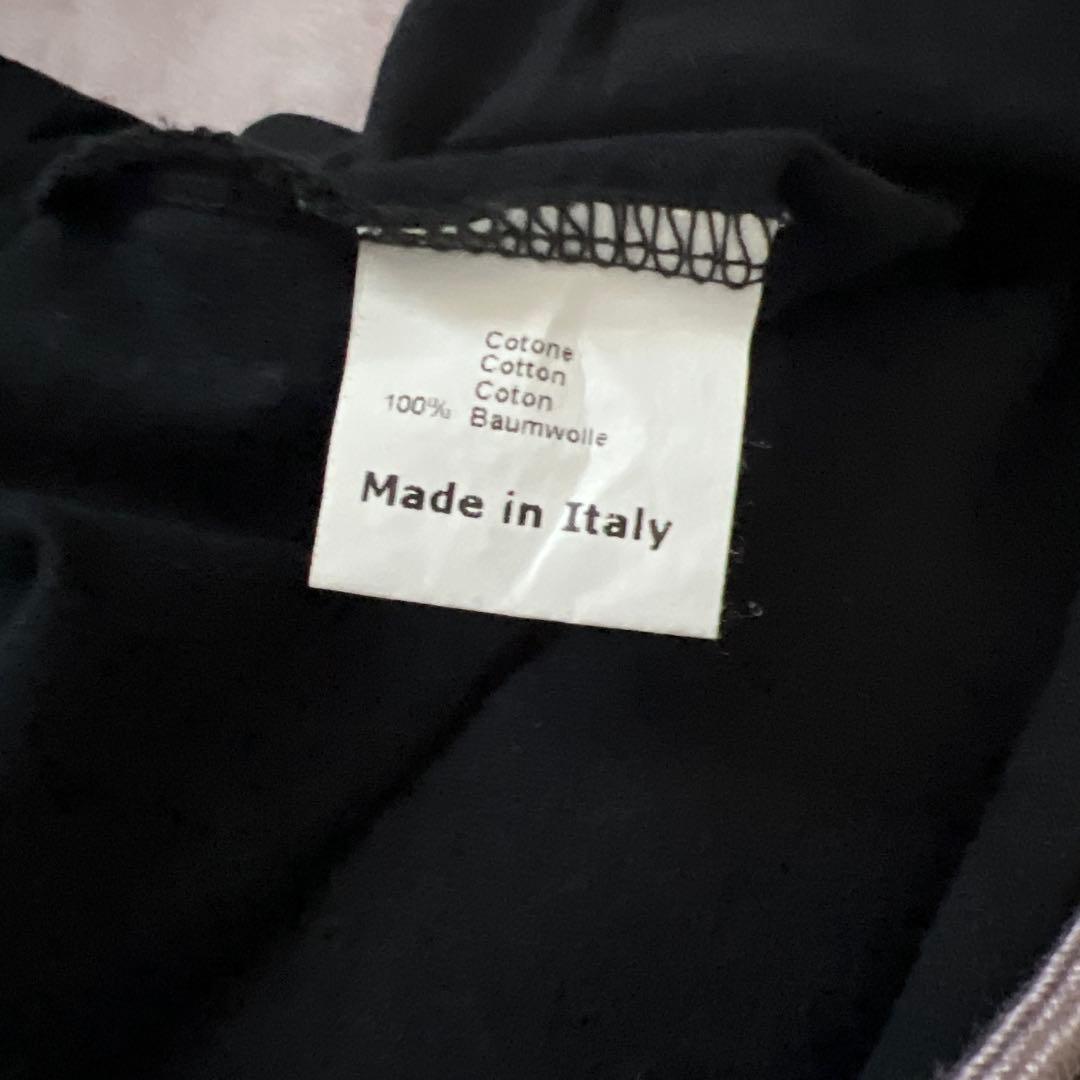 Cotone
Cotton
Coton
100% Baumwolle
Made in Italy